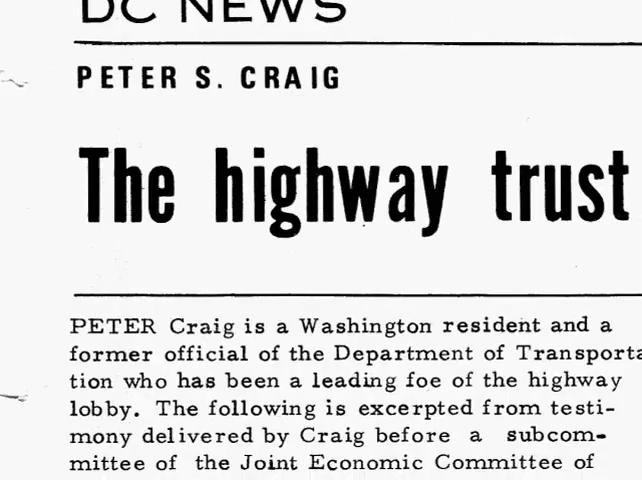 DC NEWS
PETER S. CRAIG
The highway trust
PETER Craig is a Washington resident and a
former official of the Department of Transporta
tion who has been a leading foe of the highway
lobby. The following is excerpted from testi-
mony delivered by Craig before a subcom-
mittee of the Joint Economic Committee of